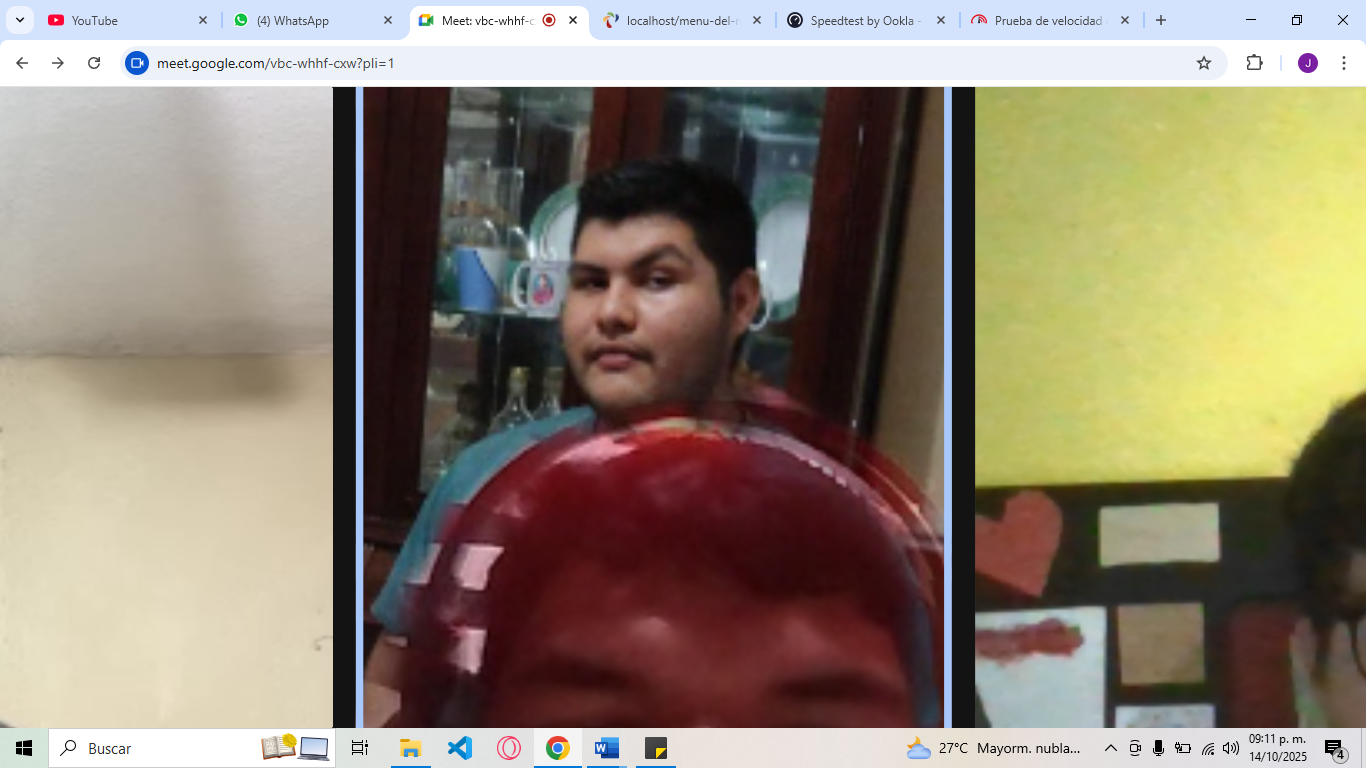 YouTube
(4) WhatsApp
Meet: vbc-whhf-c
localhost/menu-del-
Speedtest by Ookla -
Prueba de velocidad
meet.google.com/vbc-whhf-cxw?pli=1
J
Buscar
27°C Mayorm. nubla...
09:11 p. m.
14/10/2025
4